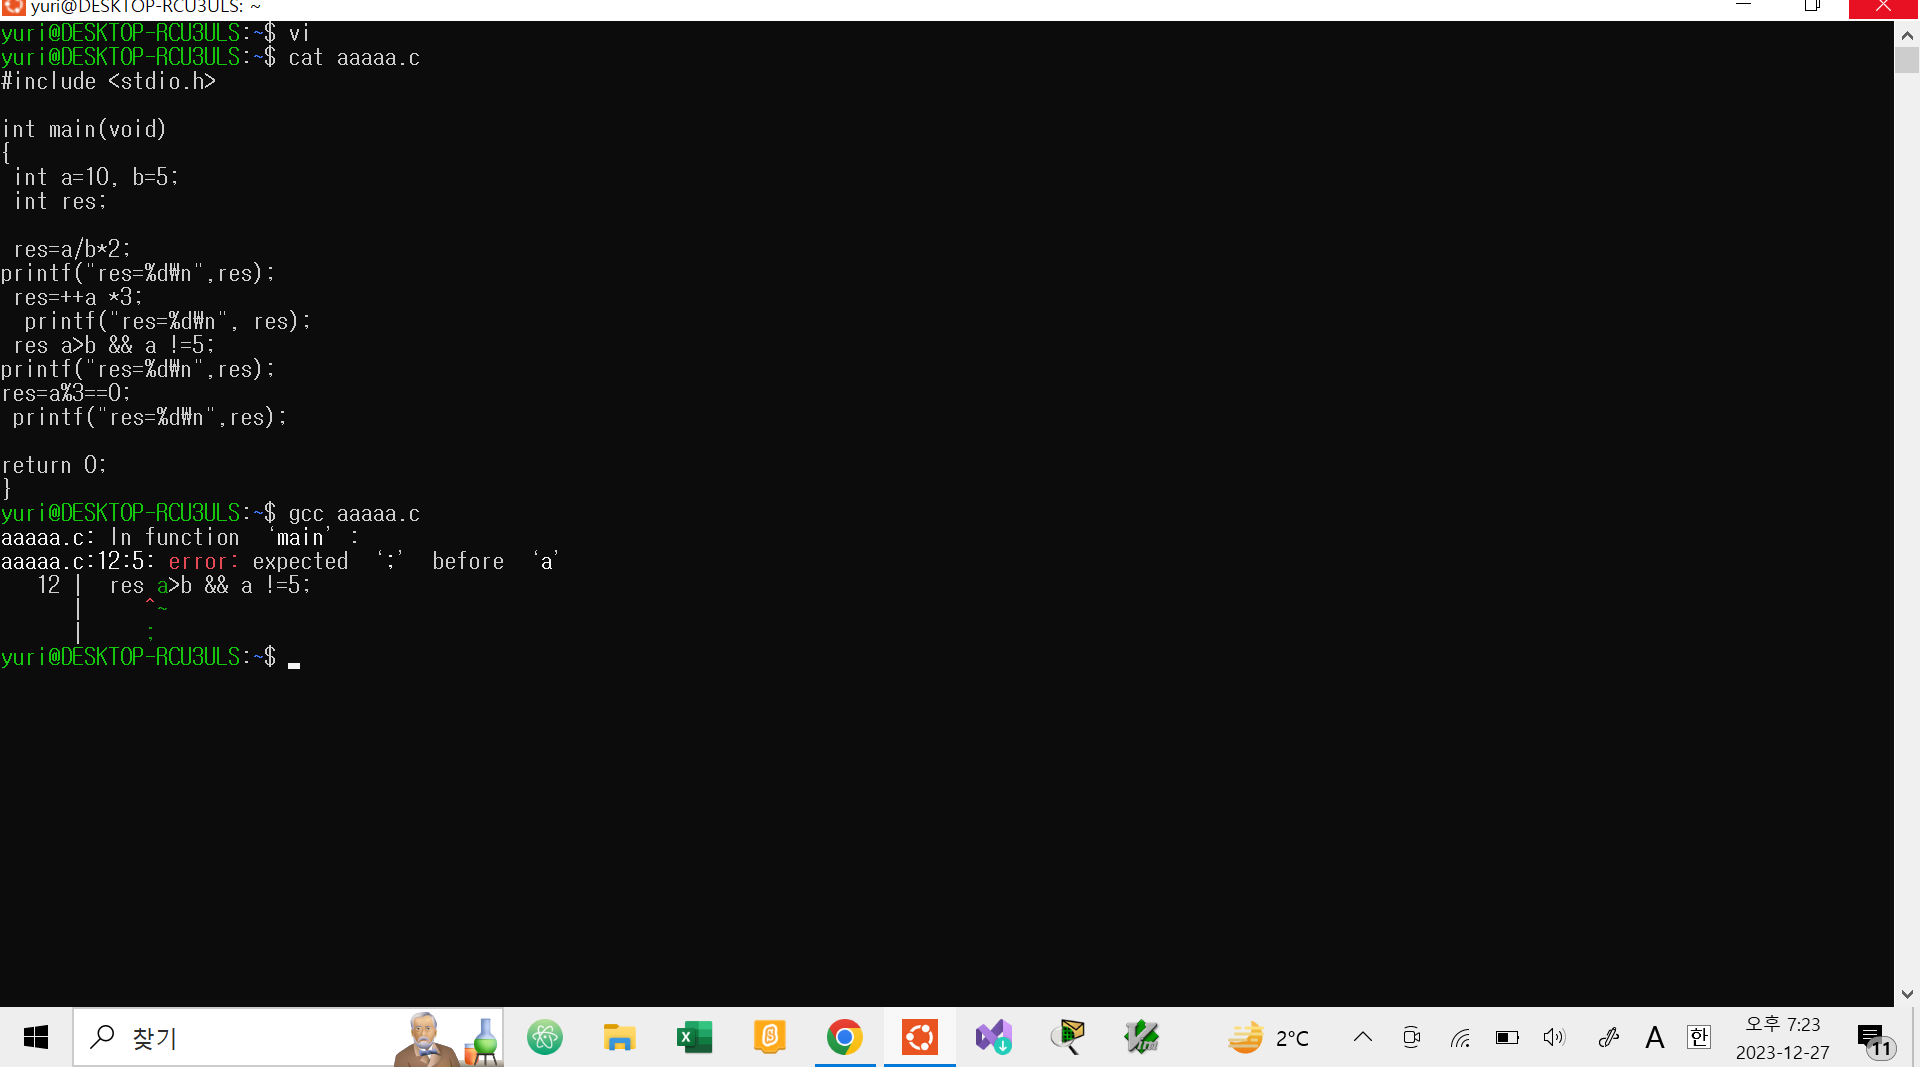 yuri@DESKTOP-RCU3ULS: ~
yuri@DESKTOP-RCU3ULS:~$ vi
yuri@DESKTOP-RCU3ULS:~$ cat aaaaa.c
#include <stdio.h>
int main(void)
{
int a=10, b=5;
int res;
res=a/b*2;
printf("res=%d₩n",res);
res=++a *3;
printf("res=%d₩n", res);
res a>b && a !=5;
printf("res=%d₩n",res);
res=a%3==0;
printf("res=%d₩n",res);
return 0;
}
yuri@DESKTOP-RCU3ULS:~$ gcc aaaaa.c
aaaaa.c: In function ‘main’:
aaaaa.c:12:5: error: expected ‘;’ before ‘a’
12 | res a>b && a !=5;
| ^~
| ;
yuri@DESKTOP-RCU3ULS:~$
찾기
2°C
A
한
오후 7:23
2023-12-27
11